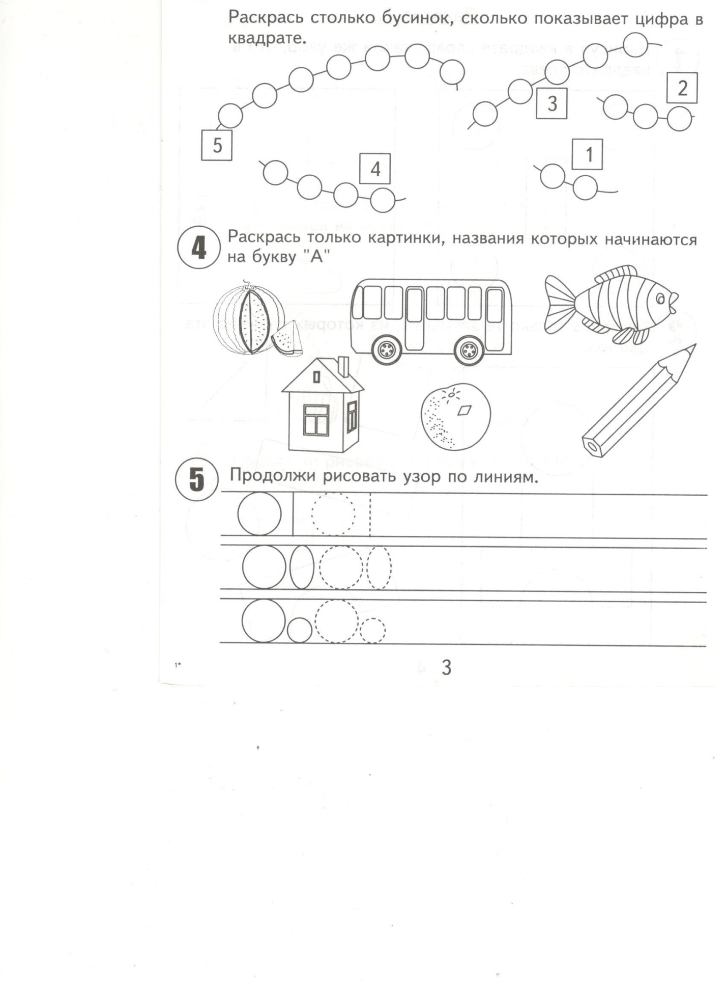 Раскрась столько бусинок, сколько показывает цифра в
квадрате.
2
3
5
1
4
4 Раскрась только картинки, названия которых начинаются
на букву "А"
5 Продолжи рисовать узор по линиям.
1*
3